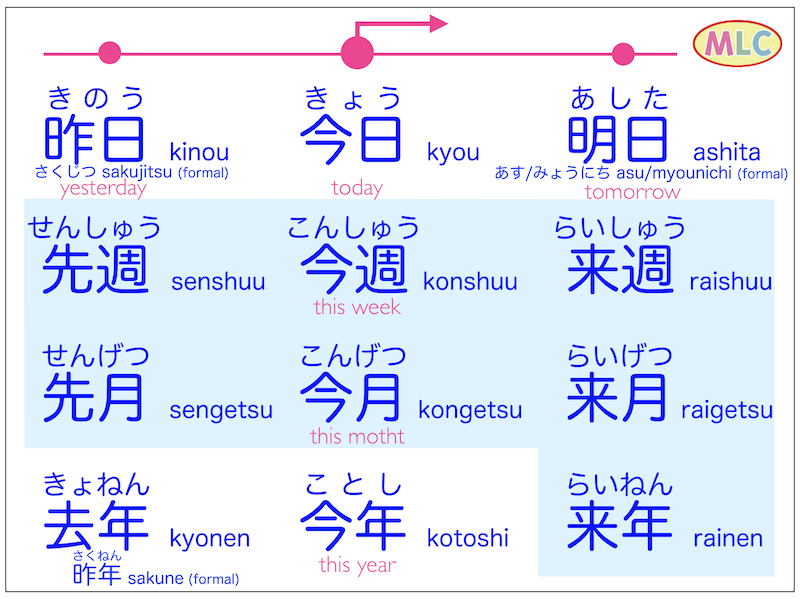 MLC
きのう きょう あした
昨日 kinou 今日 kyou 明日 ashita
さくじつ sakujitsu (formal) あす/みょうにち asu/myounichi (formal)
yesterday today tomorrow
せんしゅう こんしゅう らいしゅう
先週 senshuu 今週 konshuu 来週 raishuu
this week
せんげつ こんげつ らいげつ
先月 sengetsu 今月 kongetsu 来月 raigetsu
this motht
きょねん ことし らいねん
去年 kyonen 今年 kotoshi 来年 rainen
さくねん this year
昨年 sakune (formal)